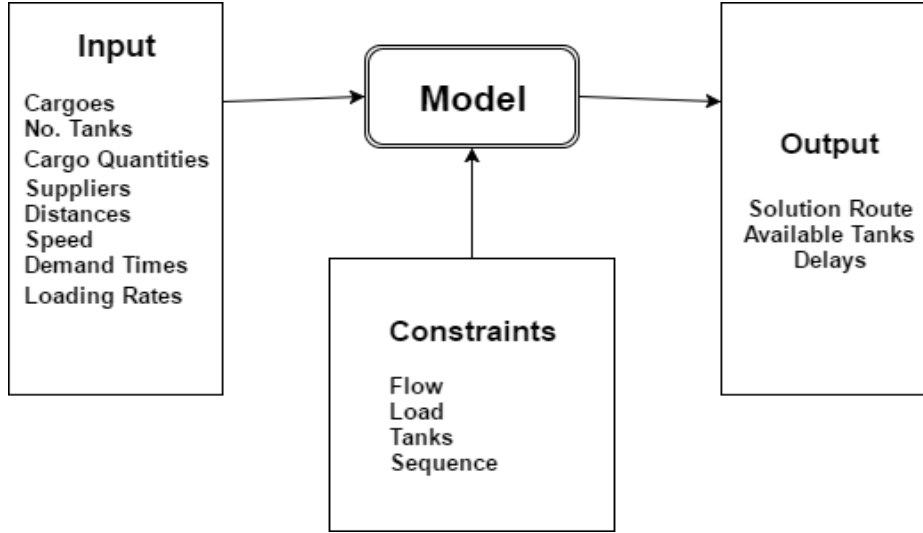 Input
Cargoes
No. Tanks
Cargo Quantities
Suppliers
Distances
Speed
Demand Times
Loading Rates
Model
Constraints
Flow
Load
Tanks
Sequence
Output
Solution Route
Available Tanks
Delays